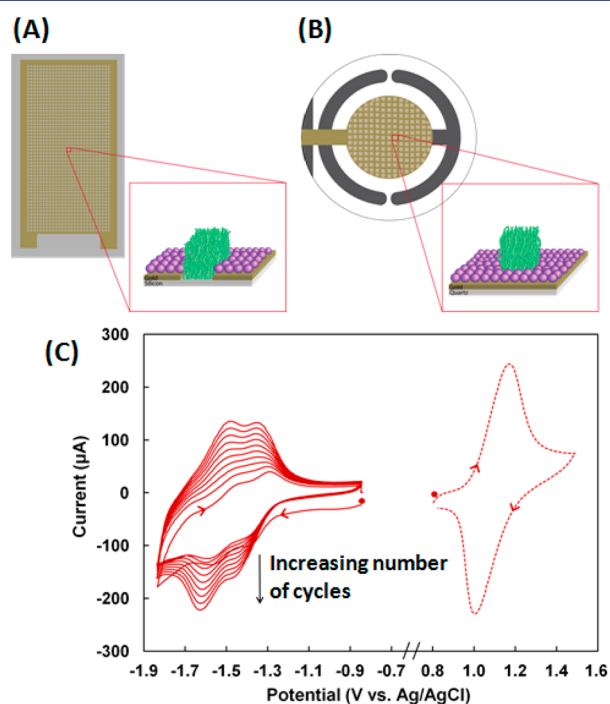 (A)
(B)
Gold
Silicon
Gold
Quartz
(C)
300
200
100
0
-100
-200
-300
Current (µA)
Increasing number
of cycles
-1.9 -1.7 -1.5 -1.3 -1.1 -0.9 -0.7 // 0.8 1.0 1.2 1.4 1.6
Potential (V vs. Ag/AgCl)